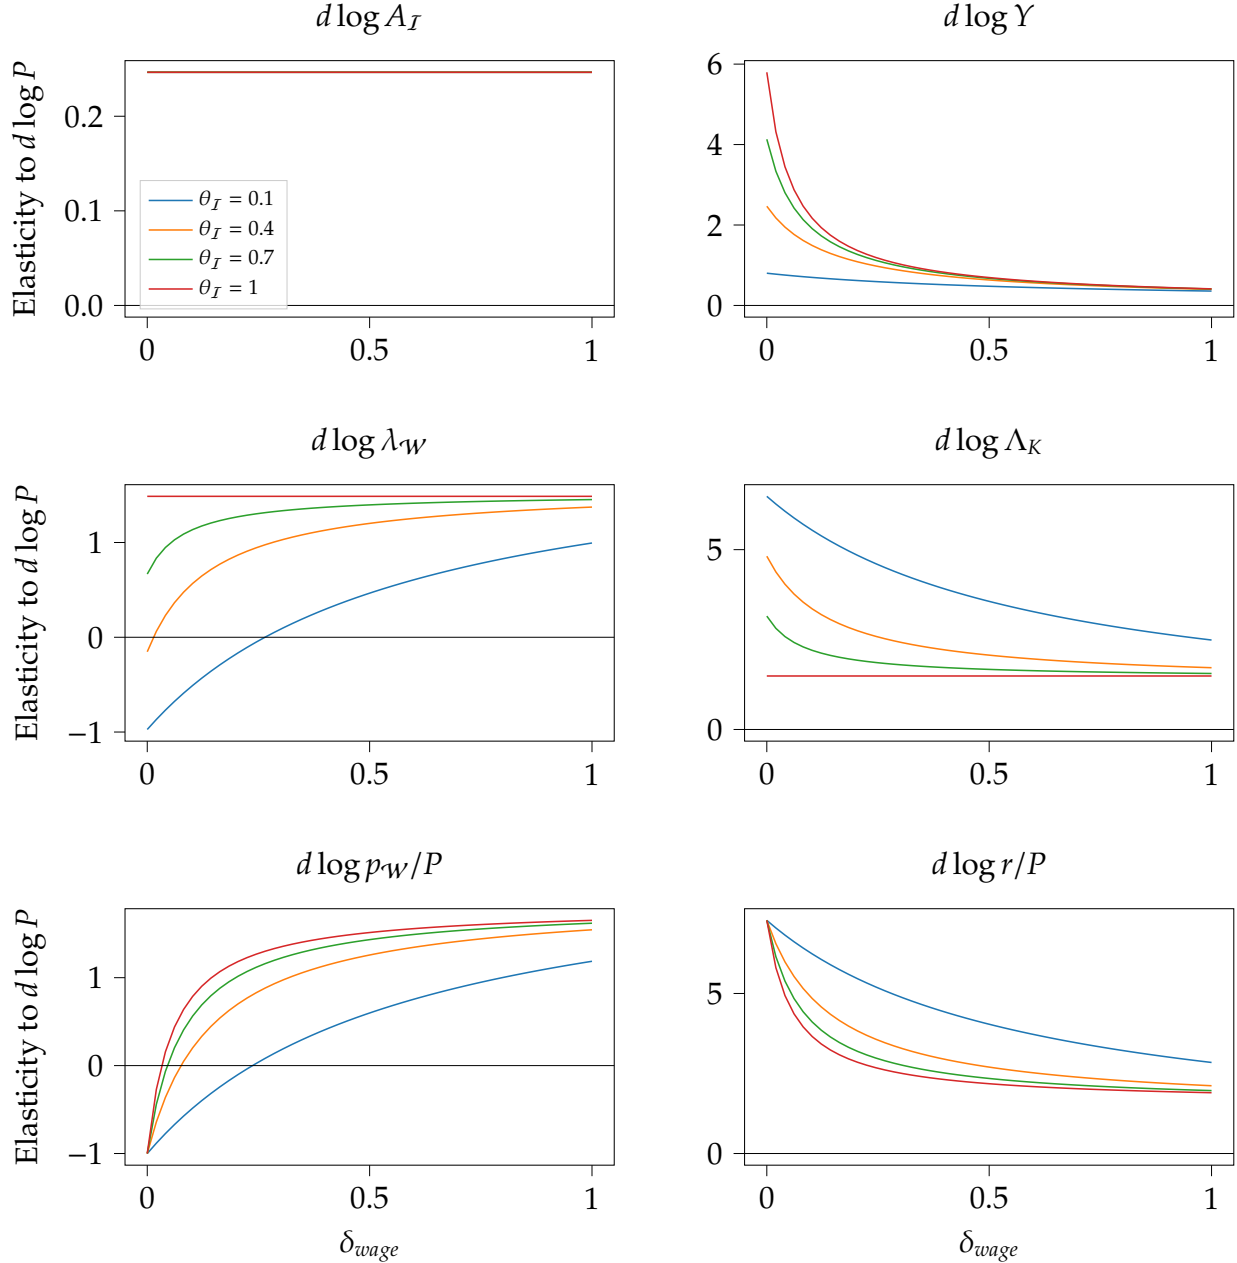 d log A_𝓘
d log Y
Elasticity to d log P
0.2
0.1
0.0
θ_𝓘 = 0.1
θ_𝓘 = 0.4
θ_𝓘 = 0.7
θ_𝓘 = 1
0 0.5 1
6
4
2
0
0 0.5 1
d log λ_𝒲
d log Λ_K
Elasticity to d log P
1
0
−1
0 0.5 1
5
0
0 0.5 1
d log p_𝒲/P
d log r/P
Elasticity to d log P
1
0
−1
0 0.5 1
δ_wage
5
0
0 0.5 1
δ_wage